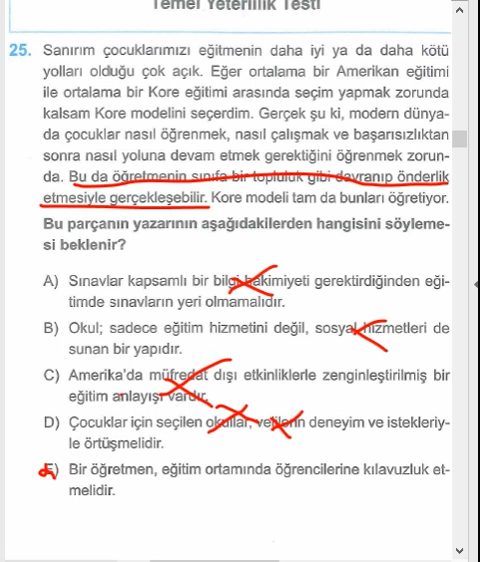 Temel Yeterlilik Testi
25. Sanırım çocuklarımızı eğitmenin daha iyi ya da daha kötü
yolları olduğu çok açık. Eğer ortalama bir Amerikan eğitimi
ile ortalama bir Kore eğitimi arasında seçim yapmak zorunda
kalsam Kore modelini seçerdim. Gerçek şu ki, modern dünya-
da çocuklar nasıl öğrenmek, nasıl çalışmak ve başarısızlıktan
sonra nasıl yoluna devam etmek gerektiğini öğrenmek zorun-
da. Bu da öğretmenin sınıfa bir topluluk gibi davranıp önderlik
etmesiyle gerçekleşebilir. Kore modeli tam da bunları öğretiyor.
Bu parçanın yazarının aşağıdakilerden hangisini söyleme-
si beklenir?
A) Sınavlar kapsamlı bir bilgi hakimiyeti gerektirdiğinden eği-
timde sınavların yeri olmamalıdır.
B) Okul; sadece eğitim hizmetini değil, sosyal hizmetleri de
sunan bir yapıdır.
C) Amerika'da müfredat dışı etkinliklerle zenginleştirilmiş bir
eğitim anlayışı vardır.
D) Çocuklar için seçilen okullar, velilerin deneyim ve istekleriy-
le örtüşmelidir.
E) Bir öğretmen, eğitim ortamında öğrencilerine kılavuzluk et-
melidir.